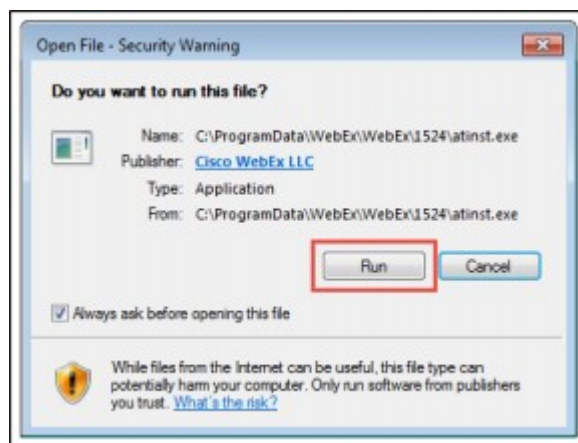 Open File - Security Warning
Do you want to run this file?
Name: C:\ProgramData\WebEx\WebEx\1524\atinst.exe
Publisher: Cisco WebEx LLC
Type: Application
From: C:\ProgramData\WebEx\WebEx\1524\atinst.exe
Run Cancel
Always ask before opening this file
While files from the Internet can be useful, this file type can
potentially harm your computer. Only run software from publishers
you trust. What's the risk?